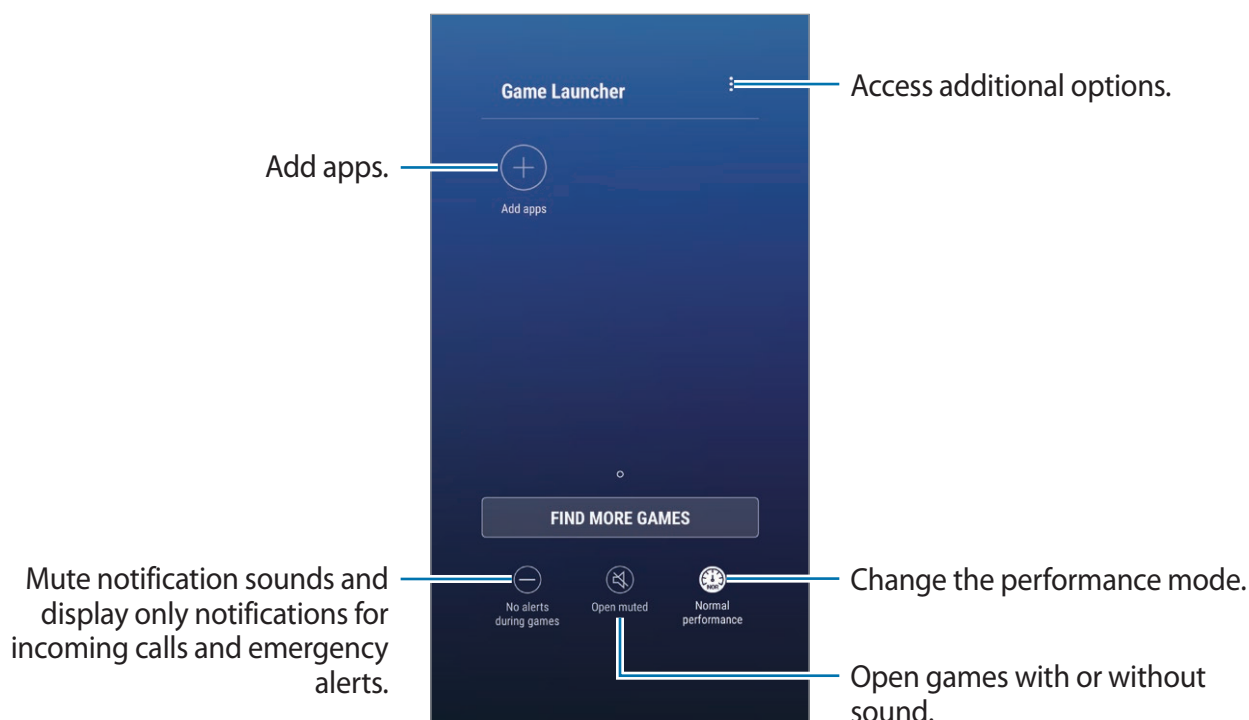 Game Launcher
Access additional options.
Add apps.
Add apps
FIND MORE GAMES
Mute notification sounds and
display only notifications for
incoming calls and emergency
alerts.
No alerts
during games
Open muted
Normal
performance
Change the performance mode.
Open games with or without
sound.